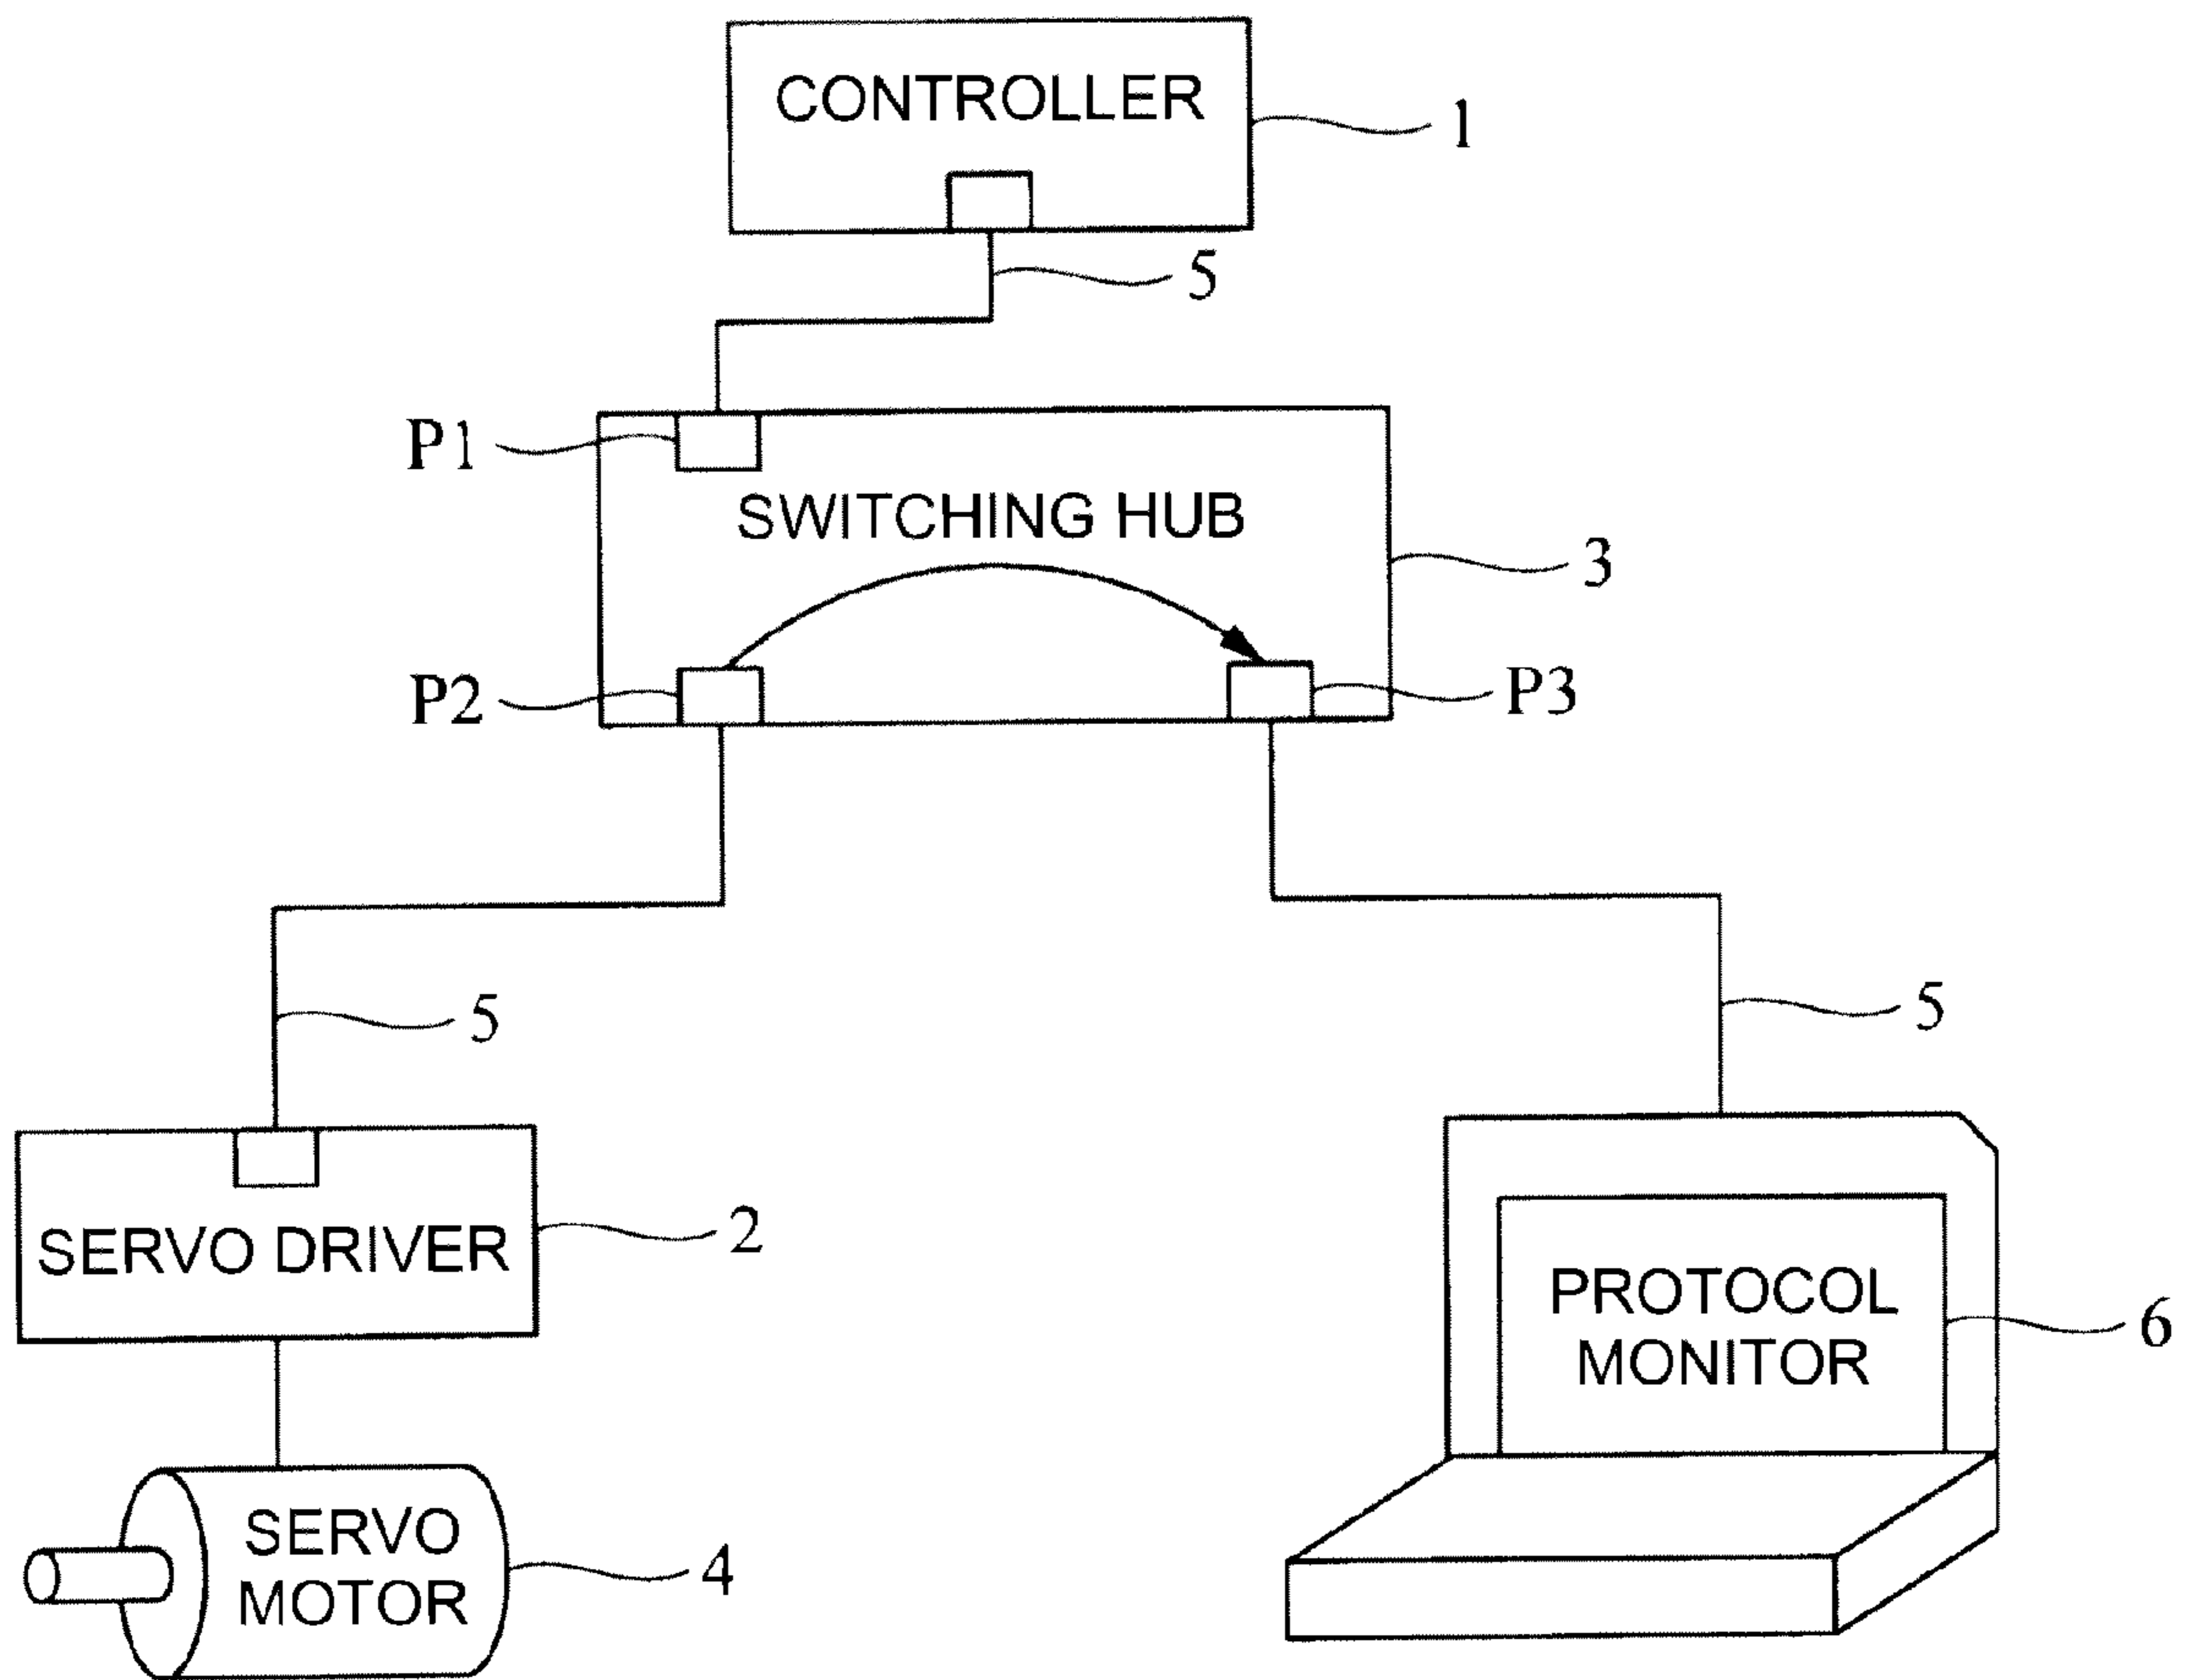 CONTROLLER
1
5
P1
SWITCHING HUB
3
P2
P3
5
5
SERVO DRIVER
2
PROTOCOL
MONITOR
6
SERVO
MOTOR
4